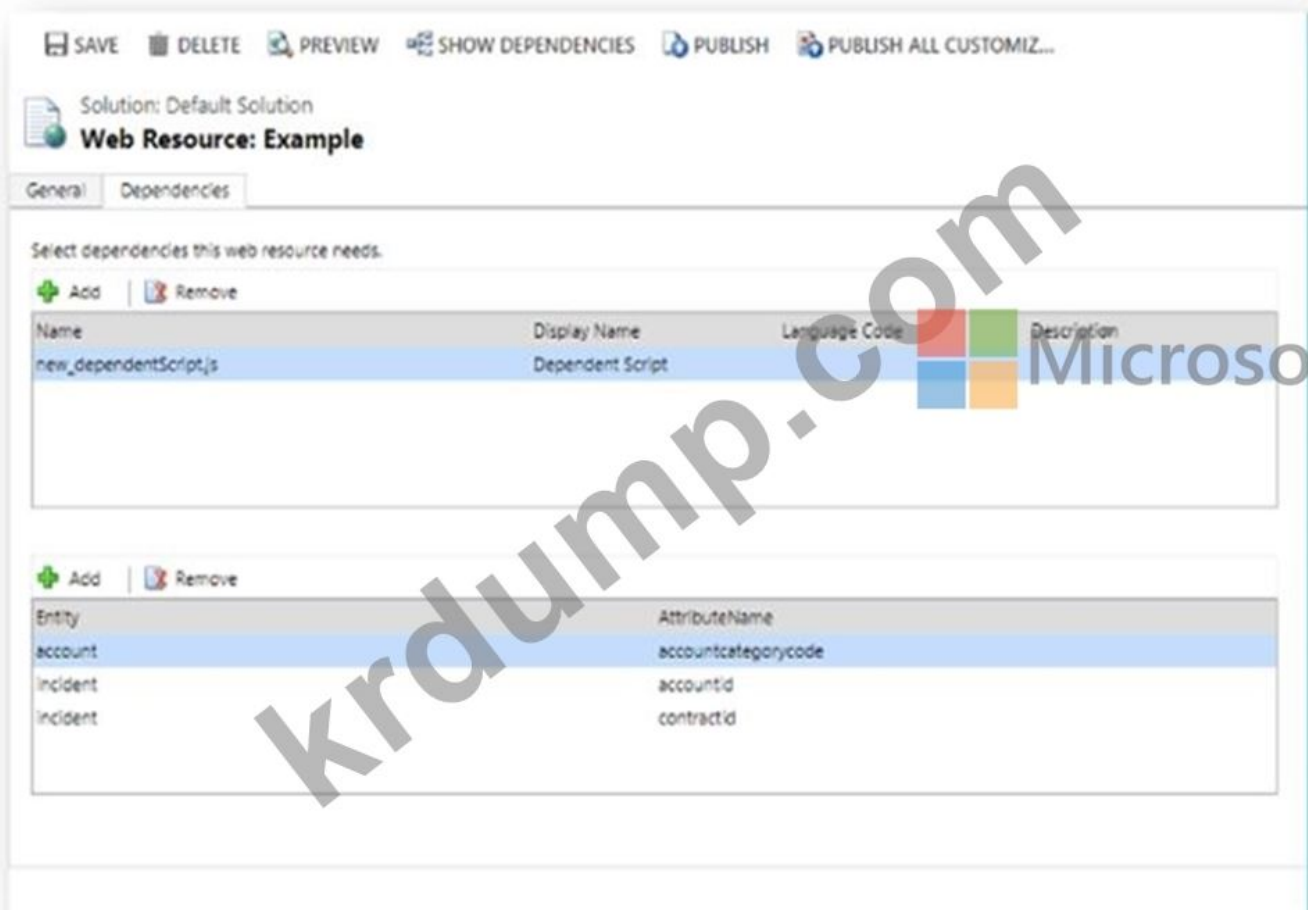 SAVE DELETE PREVIEW SHOW DEPENDENCIES PUBLISH PUBLISH ALL CUSTOMIZ...
Solution: Default Solution
Web Resource: Example
General Dependencies
Select dependencies this web resource needs.
Add Remove
Name Display Name Language Code Description
new_dependentScript.js Dependent Script
Microso
Add Remove
Entity AttributeName
account accountcategorycode
incident accountid
incident contractid
krdump.com